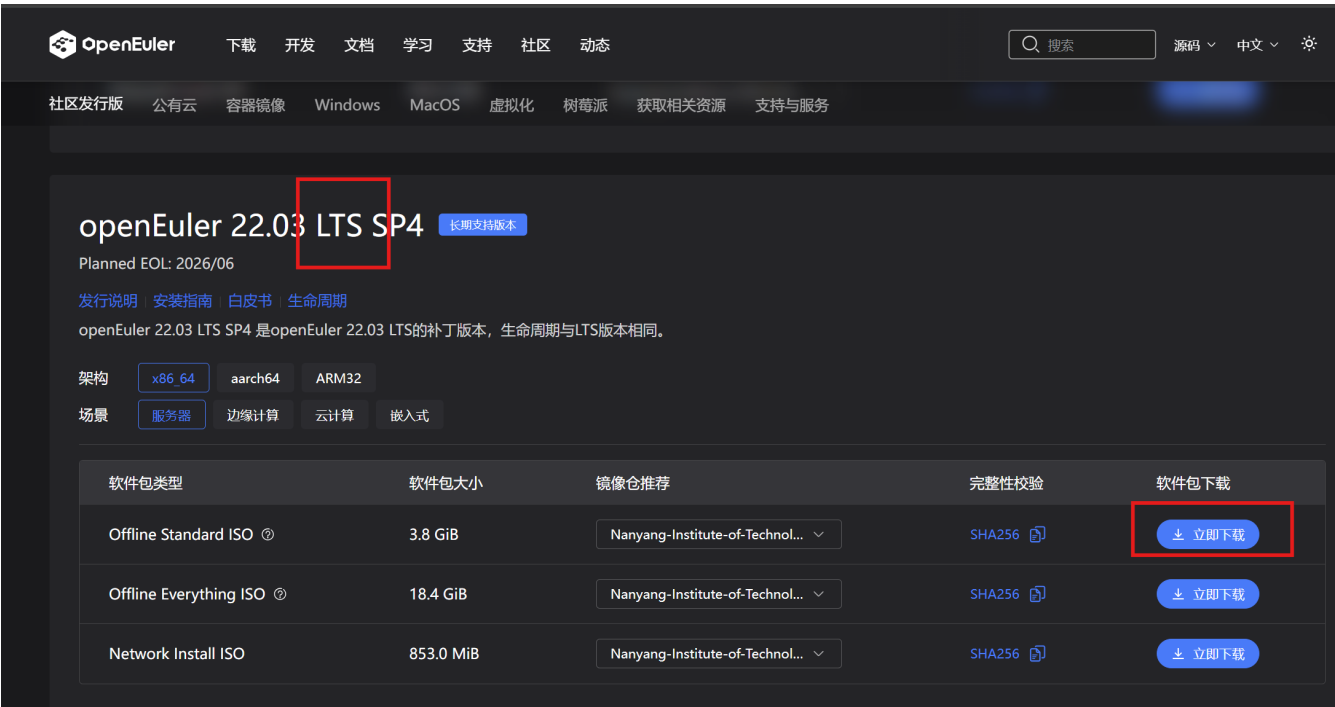 OpenEuler 下载 开发 文档 学习 支持 社区 动态 搜索 源码 中文
社区发行版 公有云 容器镜像 Windows MacOS 虚拟化 树莓派 获取相关资源 支持与服务
openEuler 22.03 LTS SP4 长期支持版本
Planned EOL: 2026/06
发行说明 安装指南 白皮书 生命周期
openEuler 22.03 LTS SP4 是openEuler 22.03 LTS的补丁版本，生命周期与LTS版本相同。
架构 x86_64 aarch64 ARM32
场景 服务器 边缘计算 云计算 嵌入式
软件包类型 软件包大小 镜像仓推荐 完整性校验 软件包下载
Offline Standard ISO 3.8 GiB Nanyang-Institute-of-Technol... SHA256 立即下载
Offline Everything ISO 18.4 GiB Nanyang-Institute-of-Technol... SHA256 立即下载
Network Install ISO 853.0 MiB Nanyang-Institute-of-Technol... SHA256 立即下载